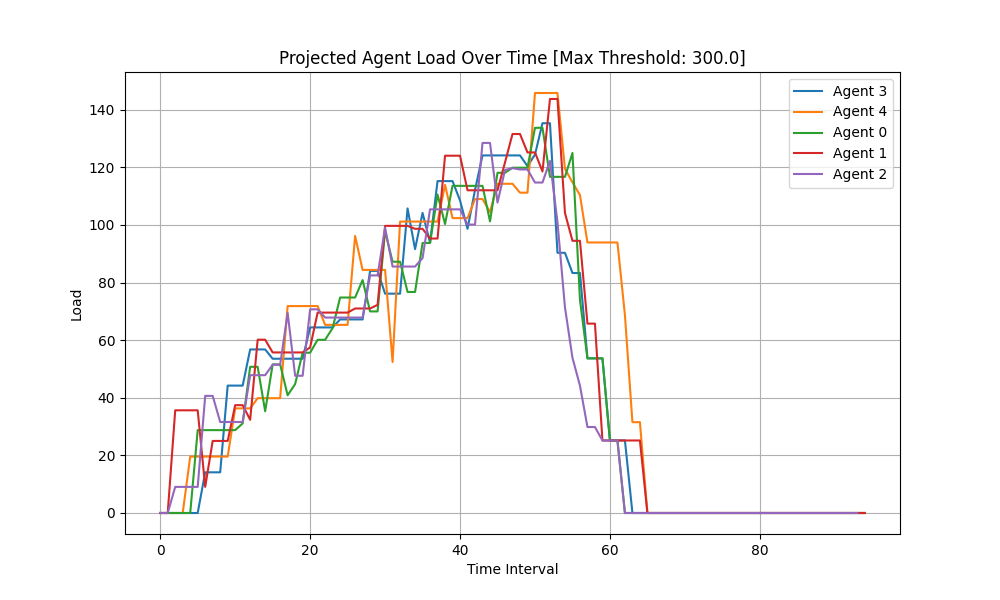 Projected Agent Load Over Time [Max Threshold: 300.0]
Load
140
120
100
80
60
40
20
0
0 20 40 60 80
Time Interval
Agent 3
Agent 4
Agent 0
Agent 1
Agent 2